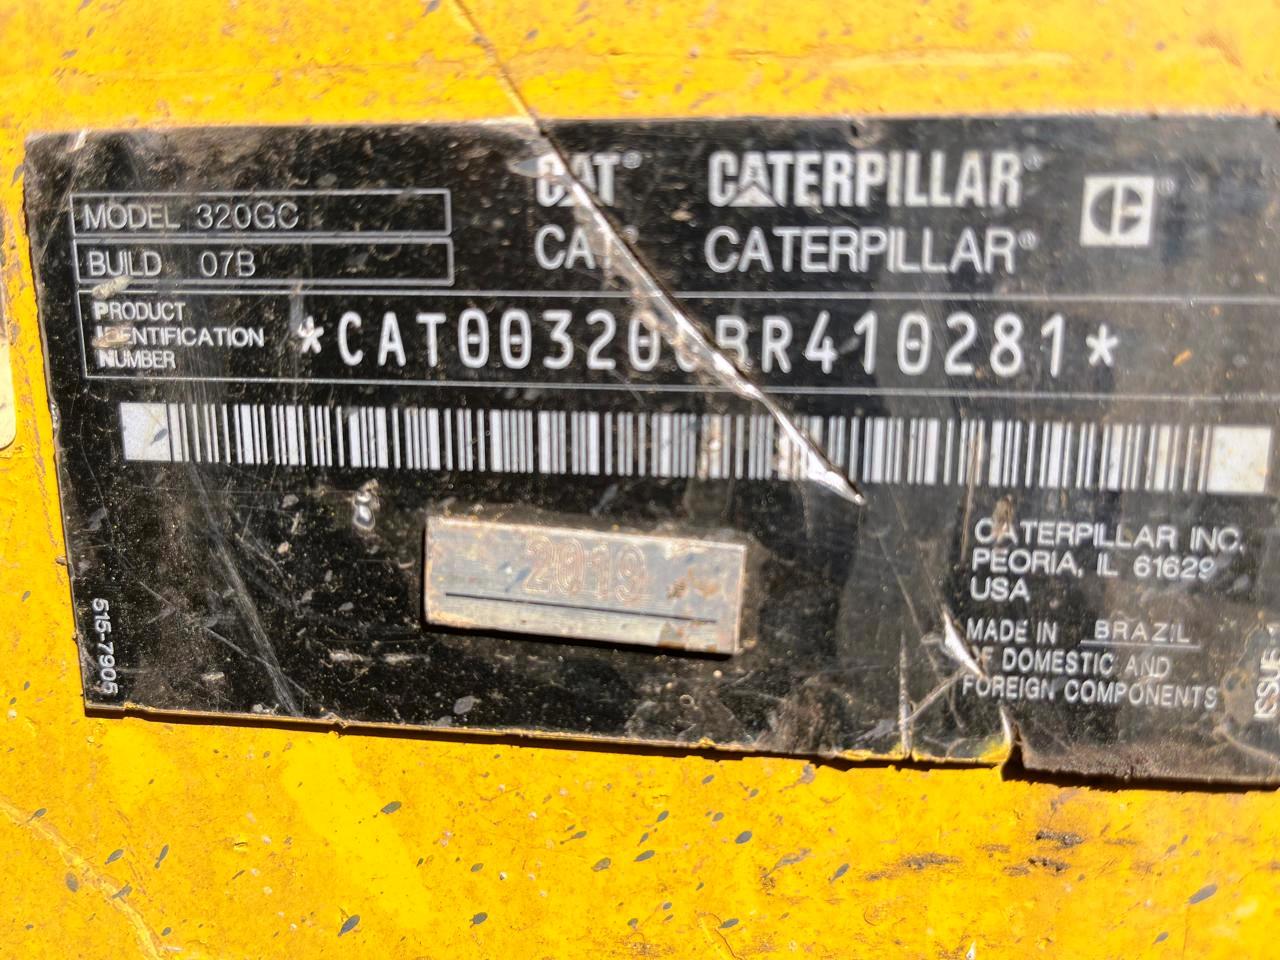 CAT® CATERPILLAR®
CAT CATERPILLAR®
MODEL 320GC
BUILD 07B
PRODUCT
IDENTIFICATION
NUMBER
2019
CATERPILLAR INC.
PEORIA, IL 61629
USA
MADE IN BRAZIL
OF DOMESTIC AND
FOREIGN COMPONENTS
515-7905